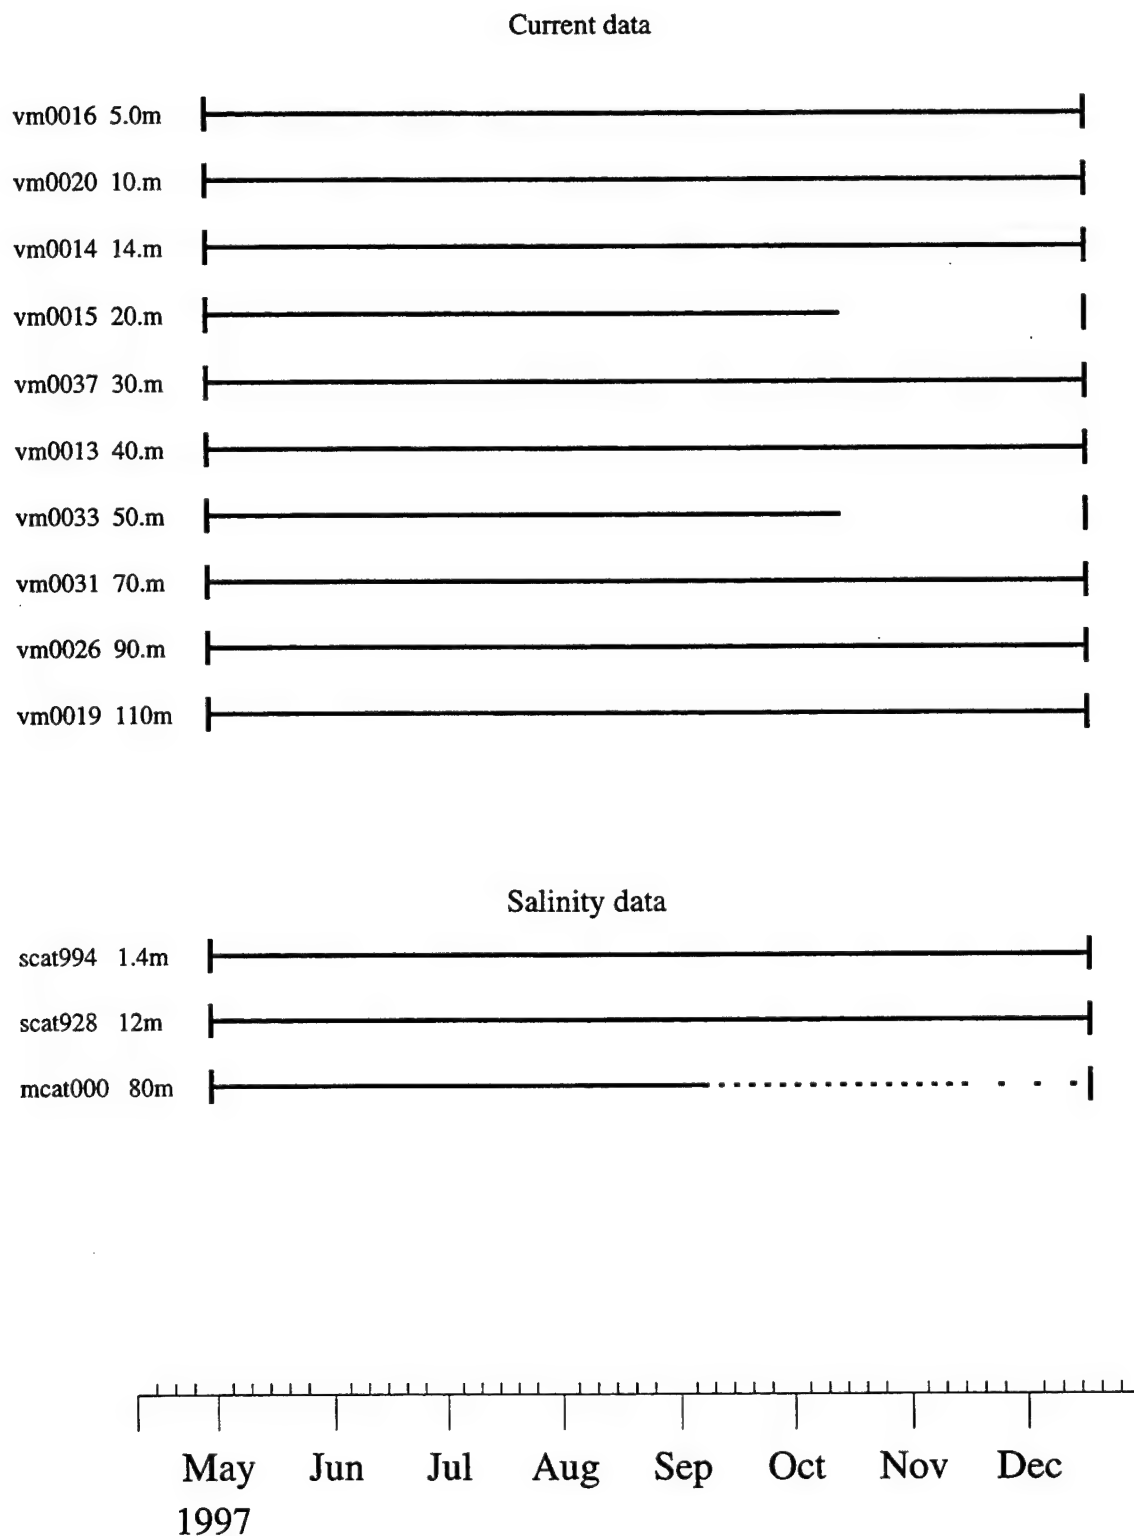 Current data
vm0016 5.0m
vm0020 10.m
vm0014 14.m
vm0015 20.m
vm0037 30.m
vm0013 40.m
vm0033 50.m
vm0031 70.m
vm0026 90.m
vm0019 110m
Salinity data
scat994 1.4m
scat928 12m
mcat000 80m
May Jun Jul Aug Sep Oct Nov Dec
1997